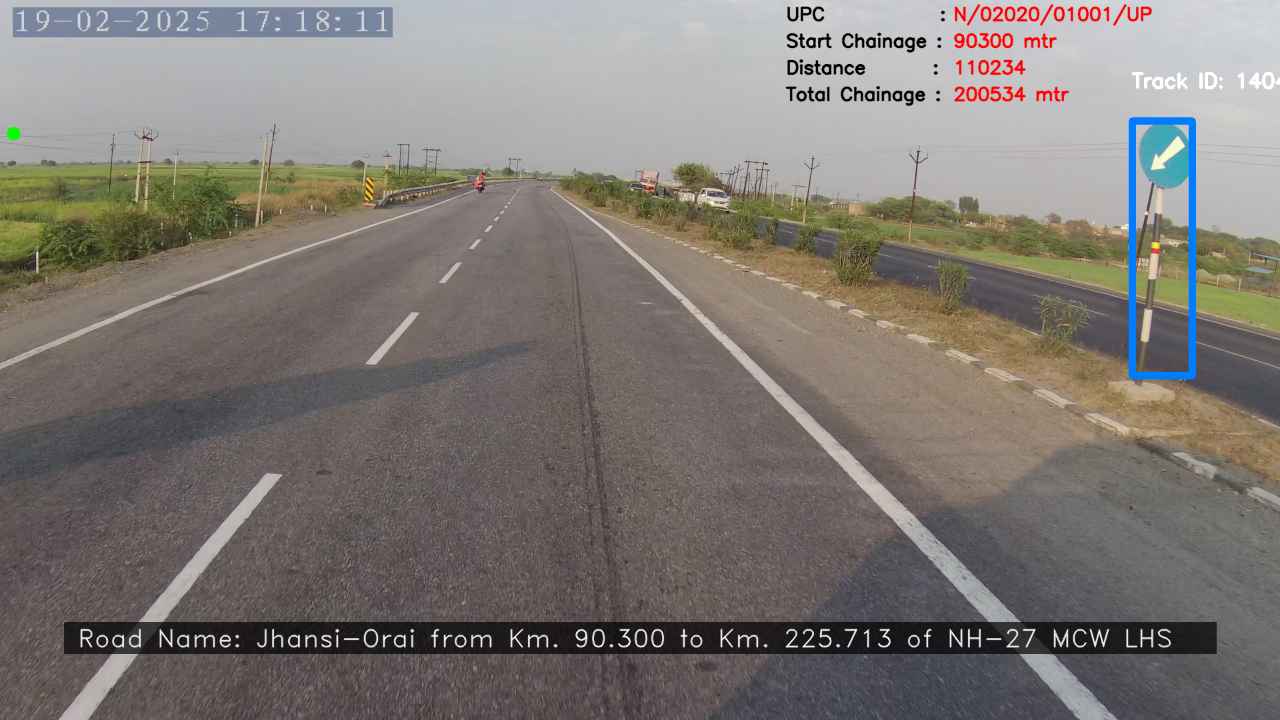 19-02-2025 17:18:11
UPC : N/02020/01001/UP
Start Chainage : 90300 mtr
Distance : 110234
Total Chainage : 200534 mtr
Track ID: 1404
Road Name: Jhansi-Orai from Km. 90.300 to Km. 225.713 of NH-27 MCW LHS